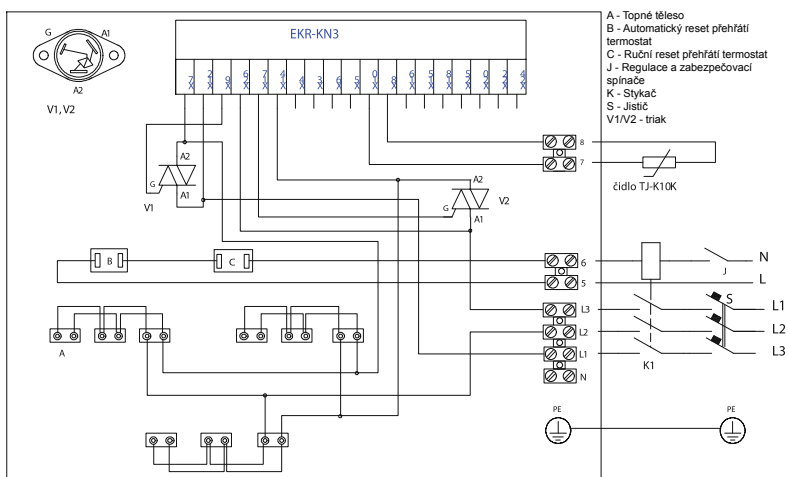 EKR-KN3
G
A1
A2
V1, V2
A - Topné těleso
B - Automatický reset přehřátí
termostat
C - Ruční reset přehřátí termostat
J - Regulace a zabezpečovací
spínače
K - Stykač
S - Jistič
V1/V2 - triak
8
7
čidlo TJ-K10K
A2
G
A1
V1
A2
G
A1
V2
B
C
6
5
J
N
L
L3
L2
L1
N
S
K1
L1
L2
L3
A
PE
PE